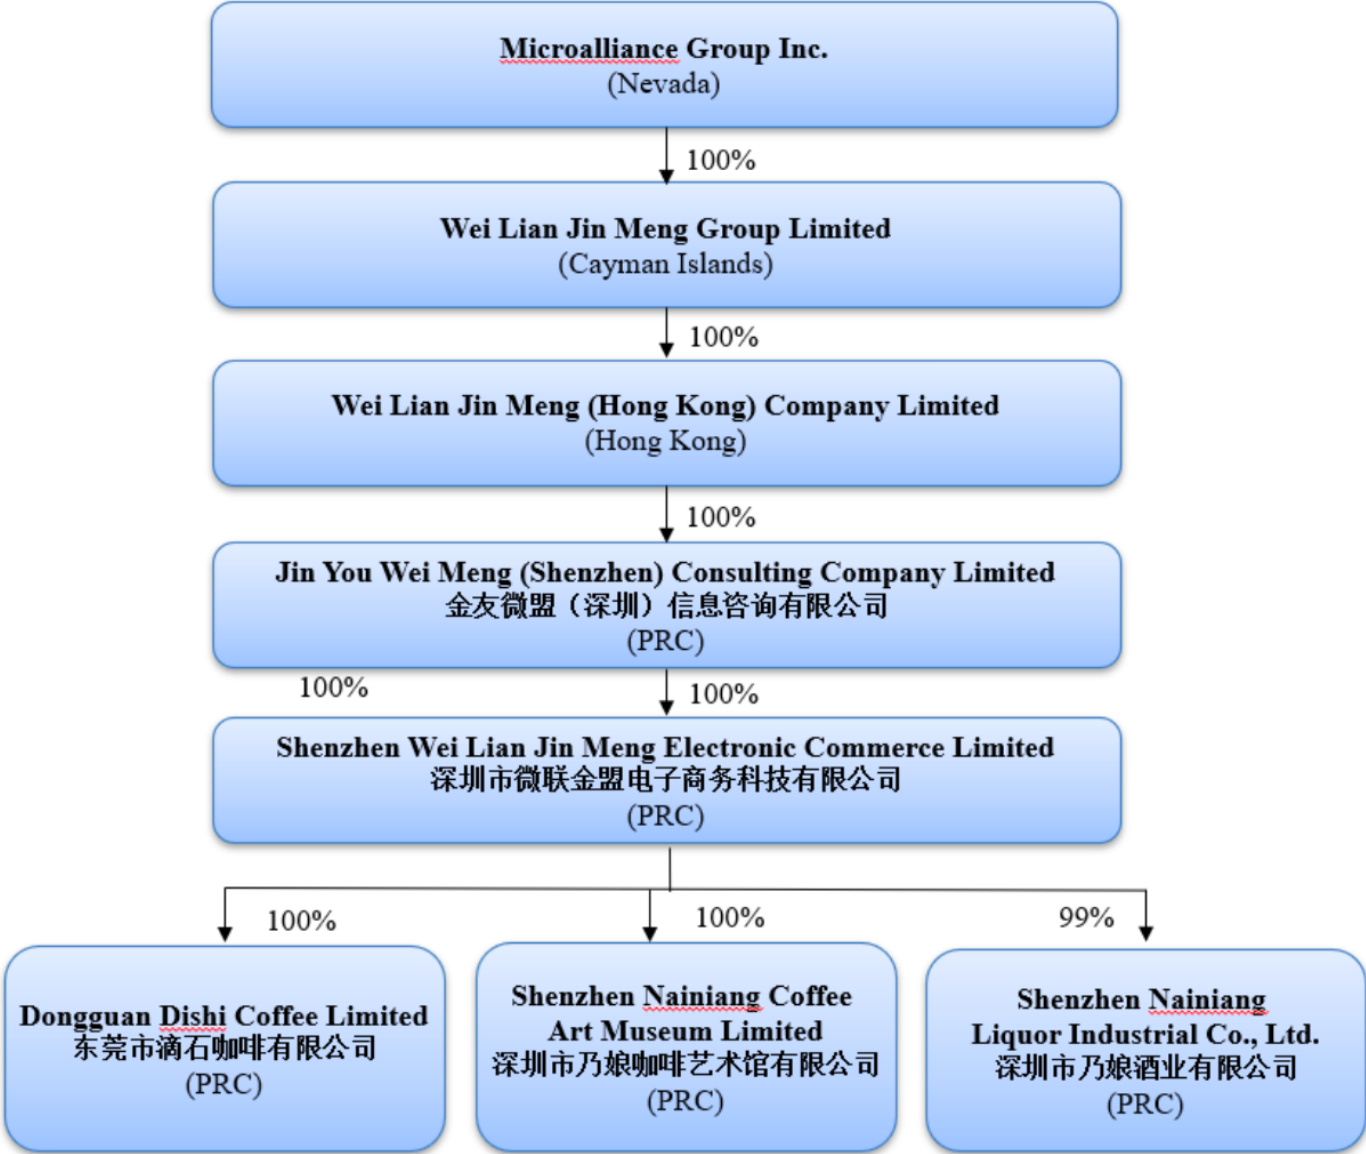 Microalliance Group Inc.
(Nevada)
100%
Wei Lian Jin Meng Group Limited
(Cayman Islands)
100%
Wei Lian Jin Meng (Hong Kong) Company Limited
(Hong Kong)
100%
Jin You Wei Meng (Shenzhen) Consulting Company Limited
金友微盟（深圳）信息咨询有限公司
(PRC)
100%
100%
Shenzhen Wei Lian Jin Meng Electronic Commerce Limited
深圳市微联金盟电子商务科技有限公司
(PRC)
100%
100%
99%
Dongguan Dishi Coffee Limited
东莞市滴石咖啡有限公司
(PRC)
Shenzhen Nainiang Coffee
Art Museum Limited
深圳市乃娘咖啡艺术馆有限公司
(PRC)
Shenzhen Nainiang
Liquor Industrial Co., Ltd.
深圳市乃娘酒业有限公司
(PRC)